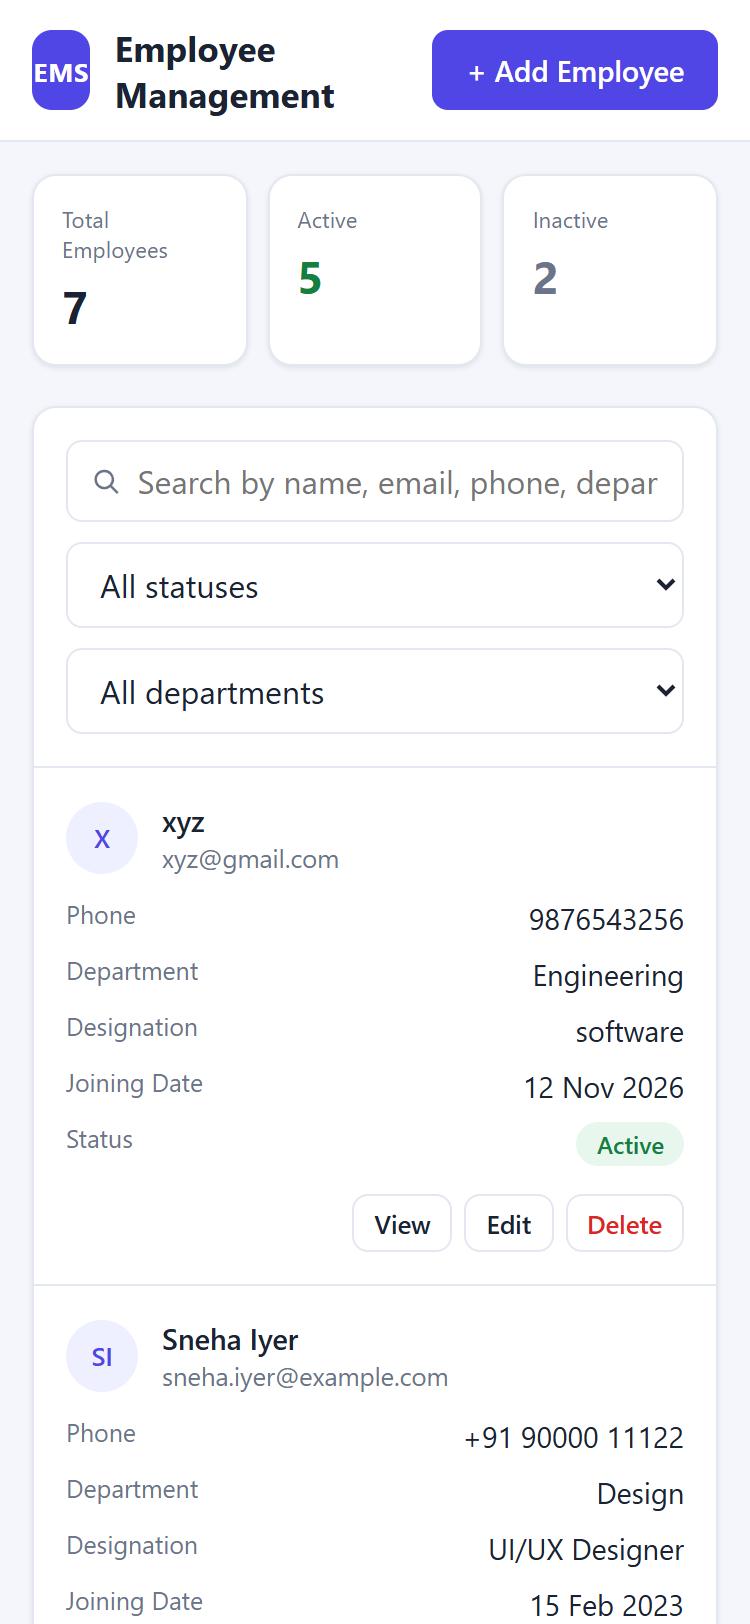 EMS
Employee
Management
+ Add Employee
Total
Employees
7
Active
5
Inactive
2
Search by name, email, phone, depar
All statuses
All departments
X
xyz
xyz@gmail.com
Phone
9876543256
Department
Engineering
Designation
software
Joining Date
12 Nov 2026
Status
Active
View
Edit
Delete
SI
Sneha Iyer
sneha.iyer@example.com
Phone
+91 90000 11122
Department
Design
Designation
UI/UX Designer
Joining Date
15 Feb 2023